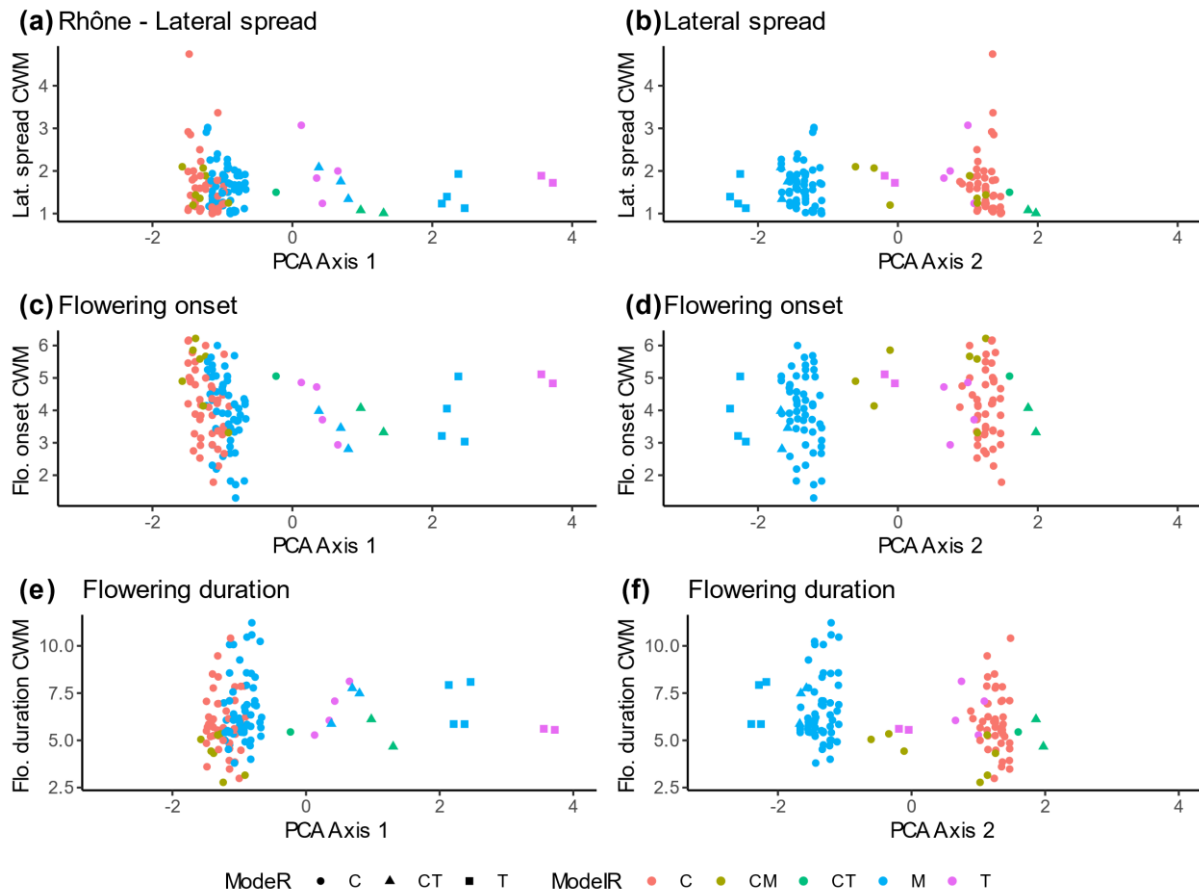 (a) Rhône - Lateral spread
Lat. spread CWM
4
3
2
1
-2 0 2 4
PCA Axis 1
(b) Lateral spread
Lat. spread CWM
4
3
2
1
-2 0 2 4
PCA Axis 2
(c) Flowering onset
Flo. onset CWM
6
5
4
3
2
-2 0 2 4
PCA Axis 1
(d) Flowering onset
Flo. onset CWM
6
5
4
3
2
-2 0 2 4
PCA Axis 2
(e) Flowering duration
Flo. duration CWM
10.0
7.5
5.0
2.5
-2 0 2 4
PCA Axis 1
(f) Flowering duration
Flo. duration CWM
10.0
7.5
5.0
2.5
-2 0 2 4
PCA Axis 2
ModeR C CT T ModeIR C CM CT M T